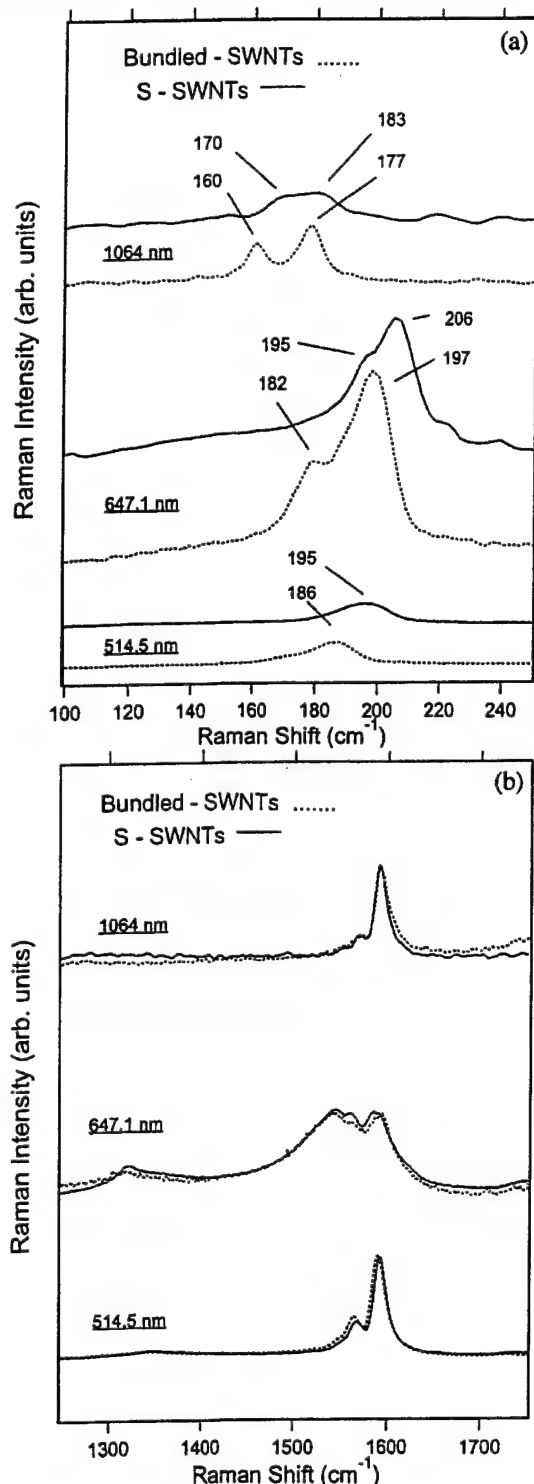 (a)
Bundled - SWNTs .......
S - SWNTs
183
170
177
160
1064 nm
206
195
197
182
647.1 nm
195
186
514.5 nm
Raman Intensity (arb. units)
100 120 140 160 180 200 220 240
Raman Shift (cm⁻¹)
(b)
Bundled - SWNTs .......
S - SWNTs
1064 nm
647.1 nm
514.5 nm
Raman Intensity (arb. units)
1300 1400 1500 1600 1700
Raman Shift (cm⁻¹)